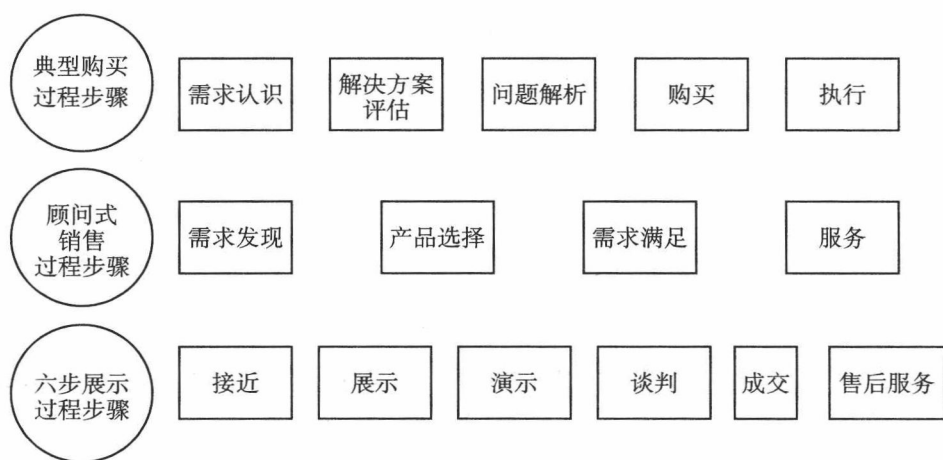 典型购买
过程步骤
需求认识
解决方案
评估
问题解析
购买
执行
顾问式
销售
过程步骤
需求发现
产品选择
需求满足
服务
六步展示
过程步骤
接近
展示
演示
谈判
成交
售后服务